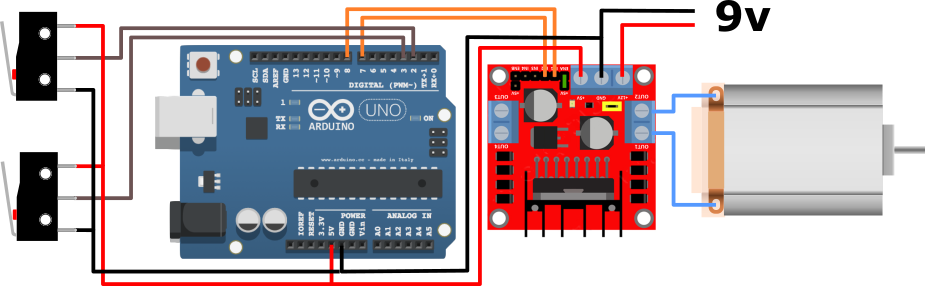 9v
8 7 6 5 4 3 2 TX→1 RX←0
SCL SDA AREF GND 13 12 ~11 ~10 ~9
DIGITAL (PWM~)
1
TX
RX
UNO
ARDUINO
ON
www.arduino.cc - made in Italy
POWER
ANALOG IN
IOREF RESET 3.3V 5V GND GND Vin
A0 A1 A2 A3 A4 A5
+5V GND +12V
OUT3
OUT4
OUT2
OUT1